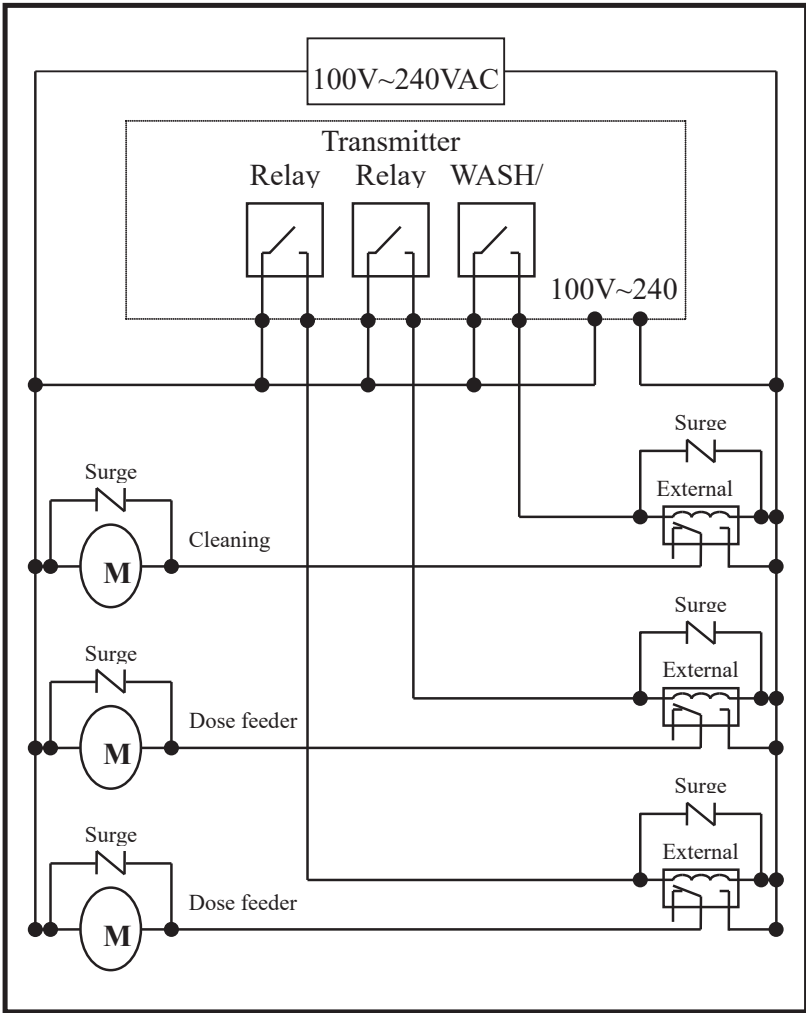 100V~240VAC
Transmitter
Relay Relay WASH/
100V~240
Surge
External
Surge
Cleaning
M
Surge
External
Surge
Dose feeder
M
Surge
External
Surge
Dose feeder
M